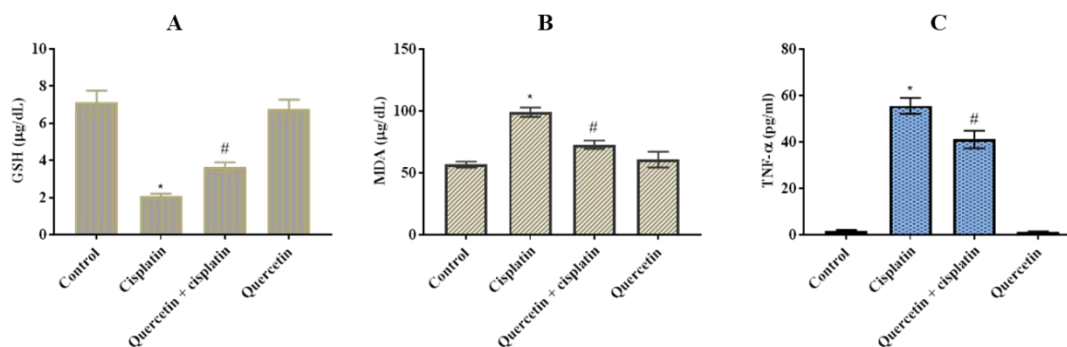 A
GSH (µg/dL)
10
8
6
4
2
0
*
#
Control
Cisplatin
Quercetin + cisplatin
Quercetin
B
MDA (µg/dL)
150
100
50
0
*
#
Control
Cisplatin
Quercetin + cisplatin
Quercetin
C
TNF-α (pg/ml)
80
60
40
20
0
*
#
Control
Cisplatin
Quercetin + cisplatin
Quercetin